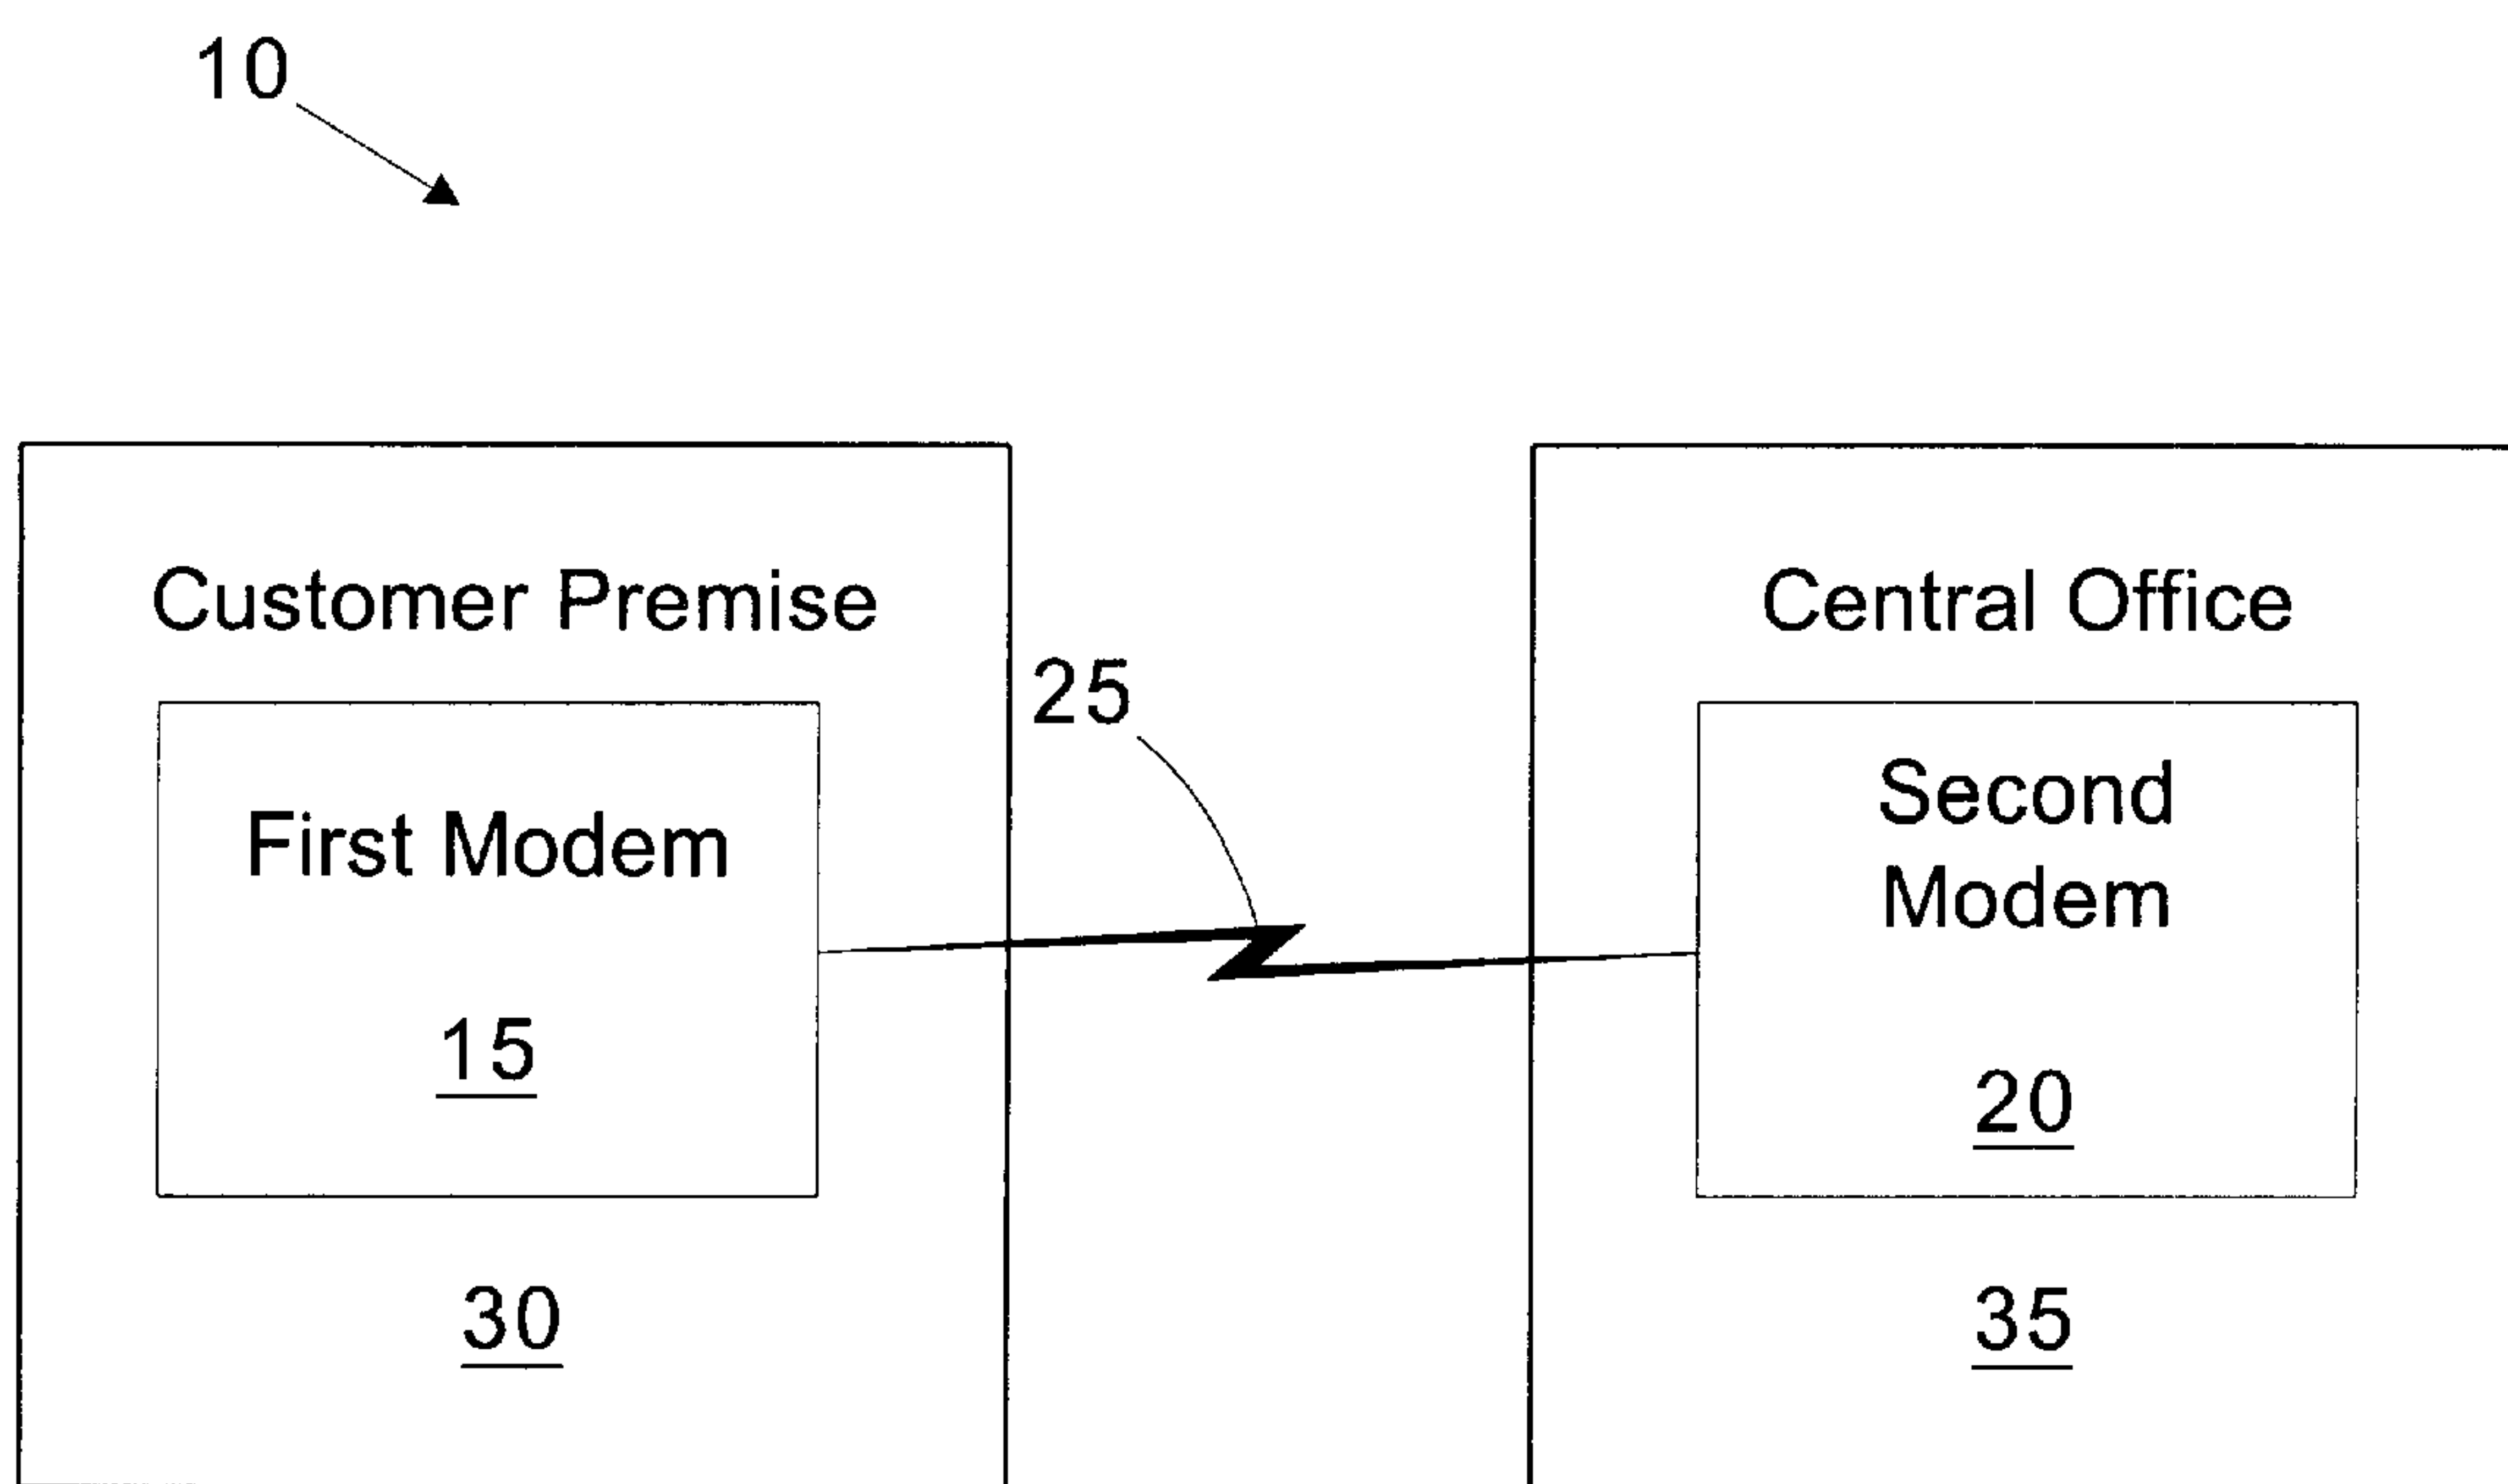 10
Customer Premise
Central Office
25
First Modem
Second
Modem
15
20
30
35